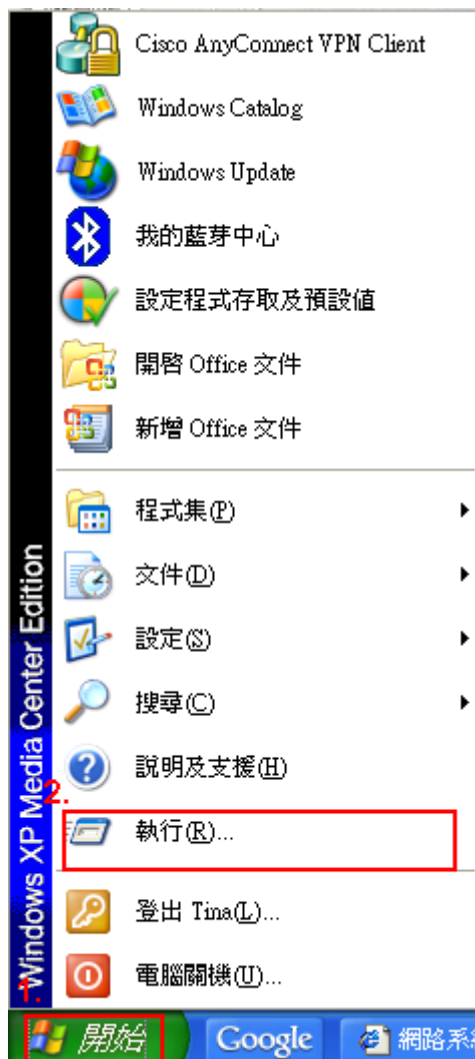 Cisco AnyConnect VPN Client
Windows Catalog
Windows Update
我的藍芽中心
設定程式存取及預設值
開啓 Office 文件
新增 Office 文件
程式集(P)
文件(D)
設定(S)
搜尋(C)
說明及支援(H)
2.
執行(R)...
登出 Tina(L)...
電腦關機(U)...
Windows XP Media Center Edition
1.
開始
Google
網路系